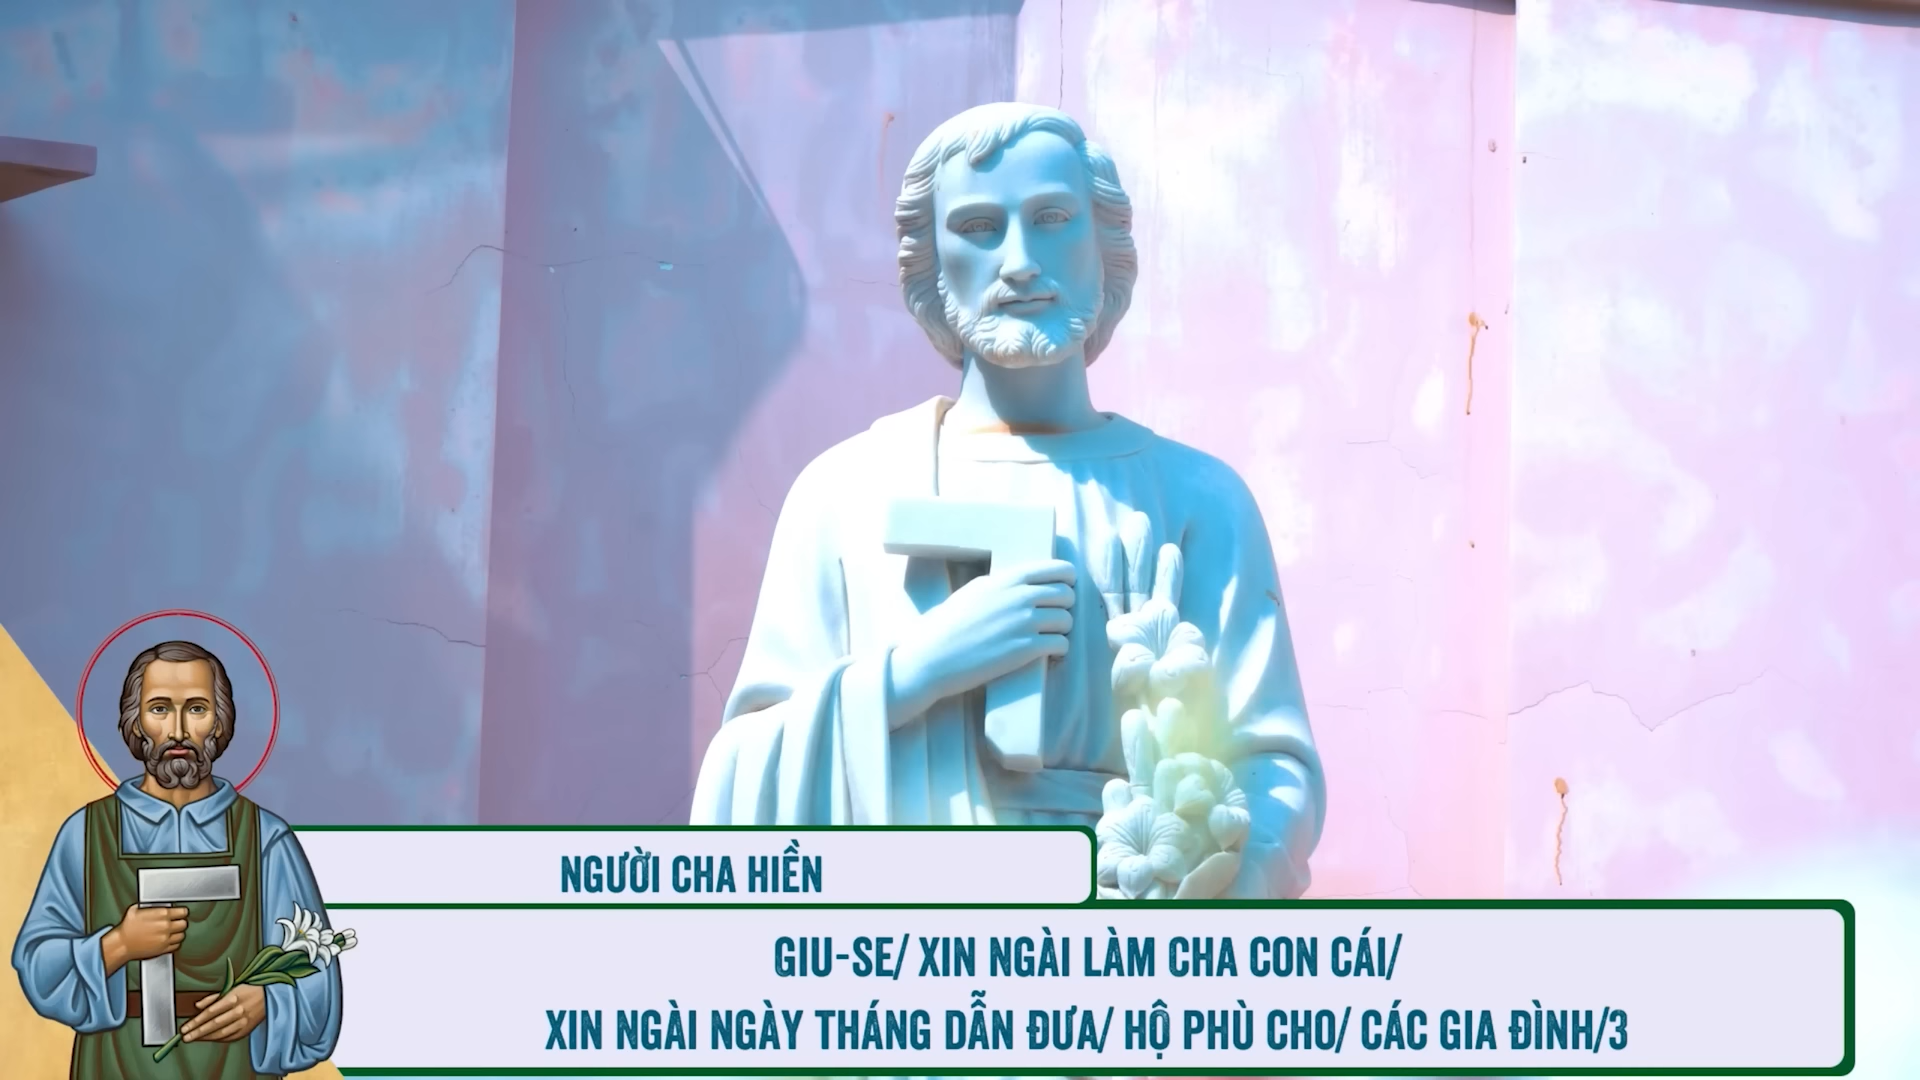 NGƯỜI CHA HIỀN
GIU-SE/ XIN NGÀI LÀM CHA CON CÁI/
XIN NGÀI NGÀY THÁNG DẪN ĐƯA/ HỘ PHÙ CHO/ CÁC GIA ĐÌNH/3